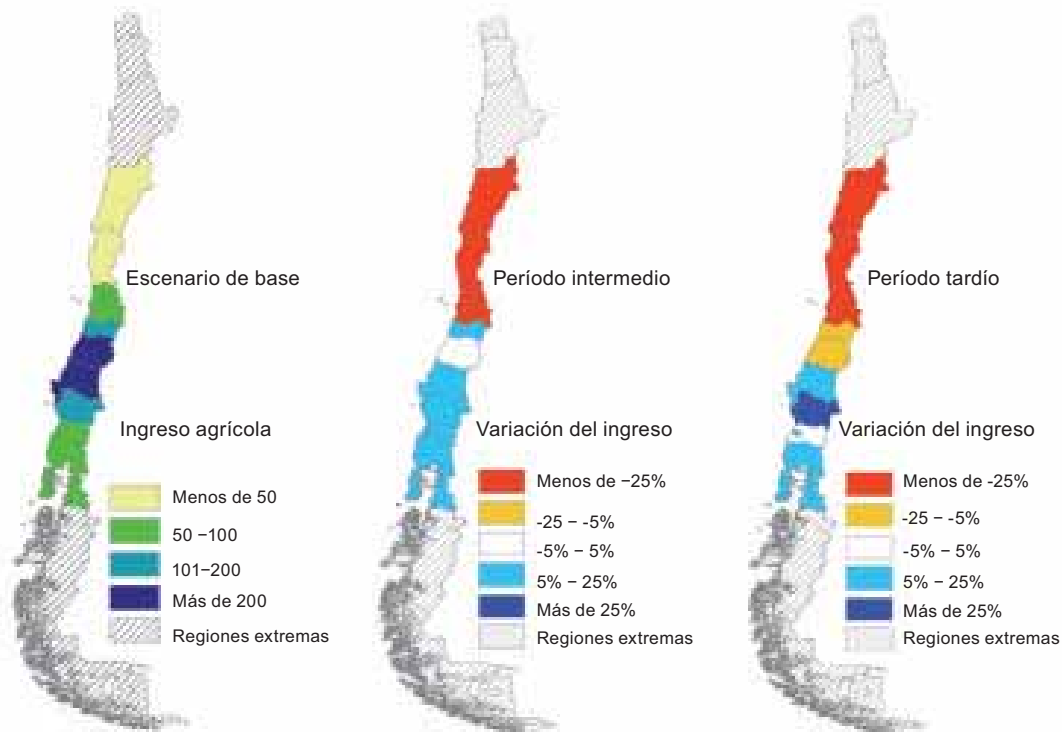 Escenario de base
Ingreso agrícola
Menos de 50
50 –100
101–200
Más de 200
Regiones extremas
Período intermedio
Variación del ingreso
Menos de –25%
-25 – -5%
-5% – 5%
5% – 25%
Más de 25%
Regiones extremas
Período tardío
Variación del ingreso
Menos de -25%
-25 – -5%
-5% – 5%
5% – 25%
Más de 25%
Regiones extremas